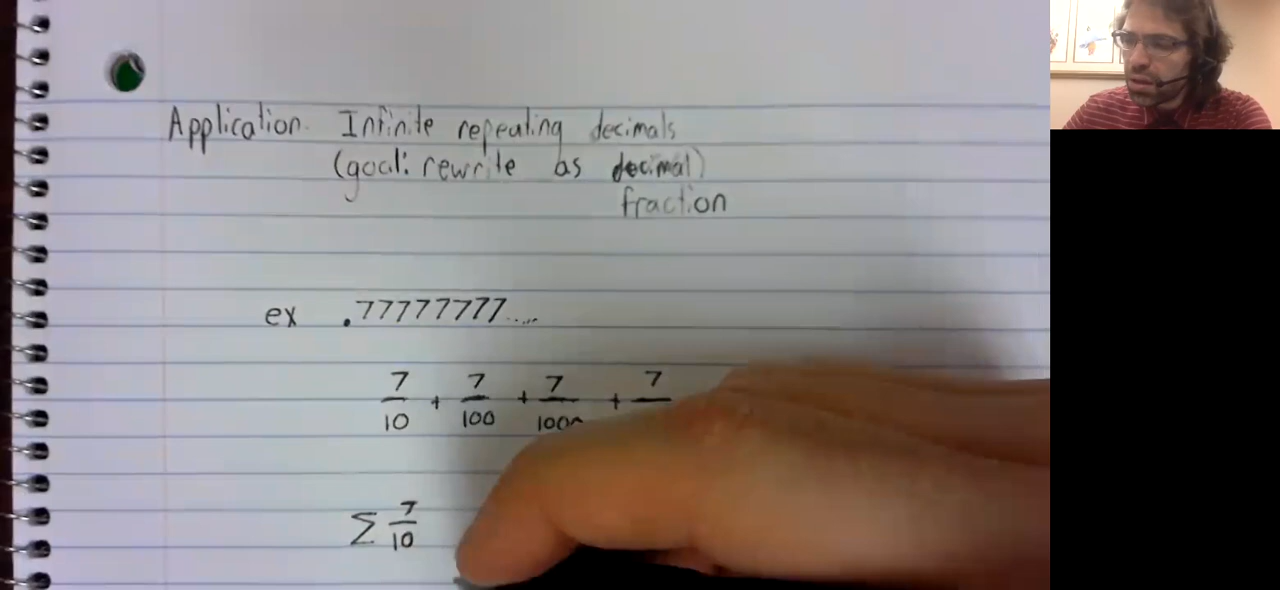 Application. Infinite repeating decimals
(goal: rewrite as decimal)
fraction
ex .77777777....
7/10 + 7/100 + 7/1000 + 7/
Σ 7/10